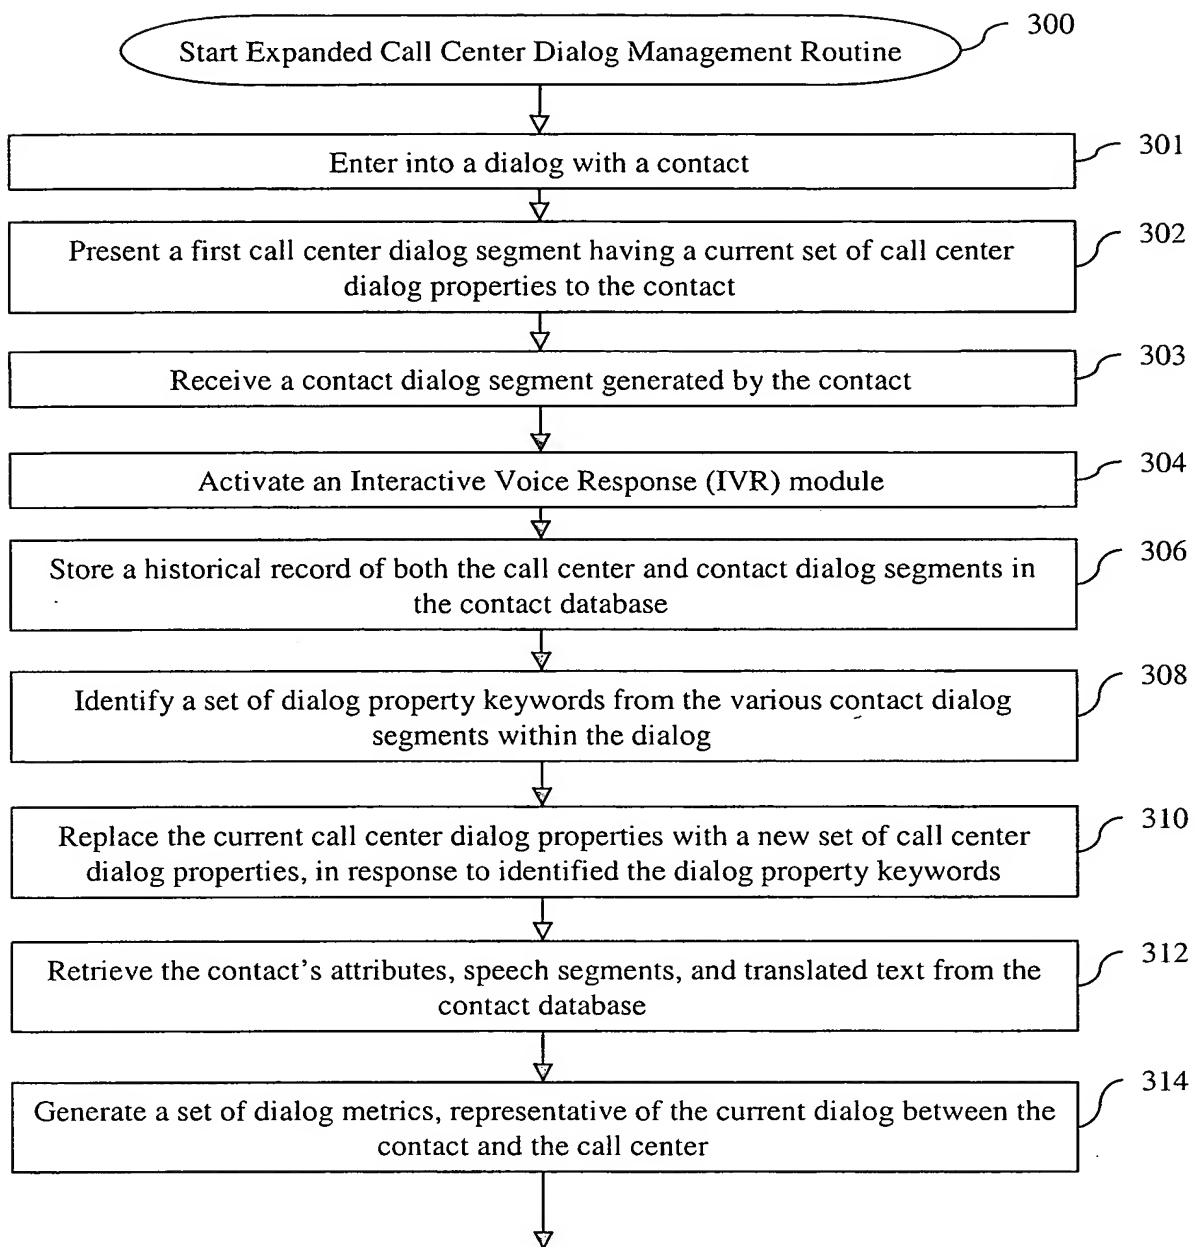 300
Start Expanded Call Center Dialog Management Routine
301
Enter into a dialog with a contact
302
Present a first call center dialog segment having a current set of call center
dialog properties to the contact
303
Receive a contact dialog segment generated by the contact
304
Activate an Interactive Voice Response (IVR) module
306
Store a historical record of both the call center and contact dialog segments in
the contact database
308
Identify a set of dialog property keywords from the various contact dialog
segments within the dialog
310
Replace the current call center dialog properties with a new set of call center
dialog properties, in response to identified the dialog property keywords
312
Retrieve the contact's attributes, speech segments, and translated text from the
contact database
314
Generate a set of dialog metrics, representative of the current dialog between the
contact and the call center